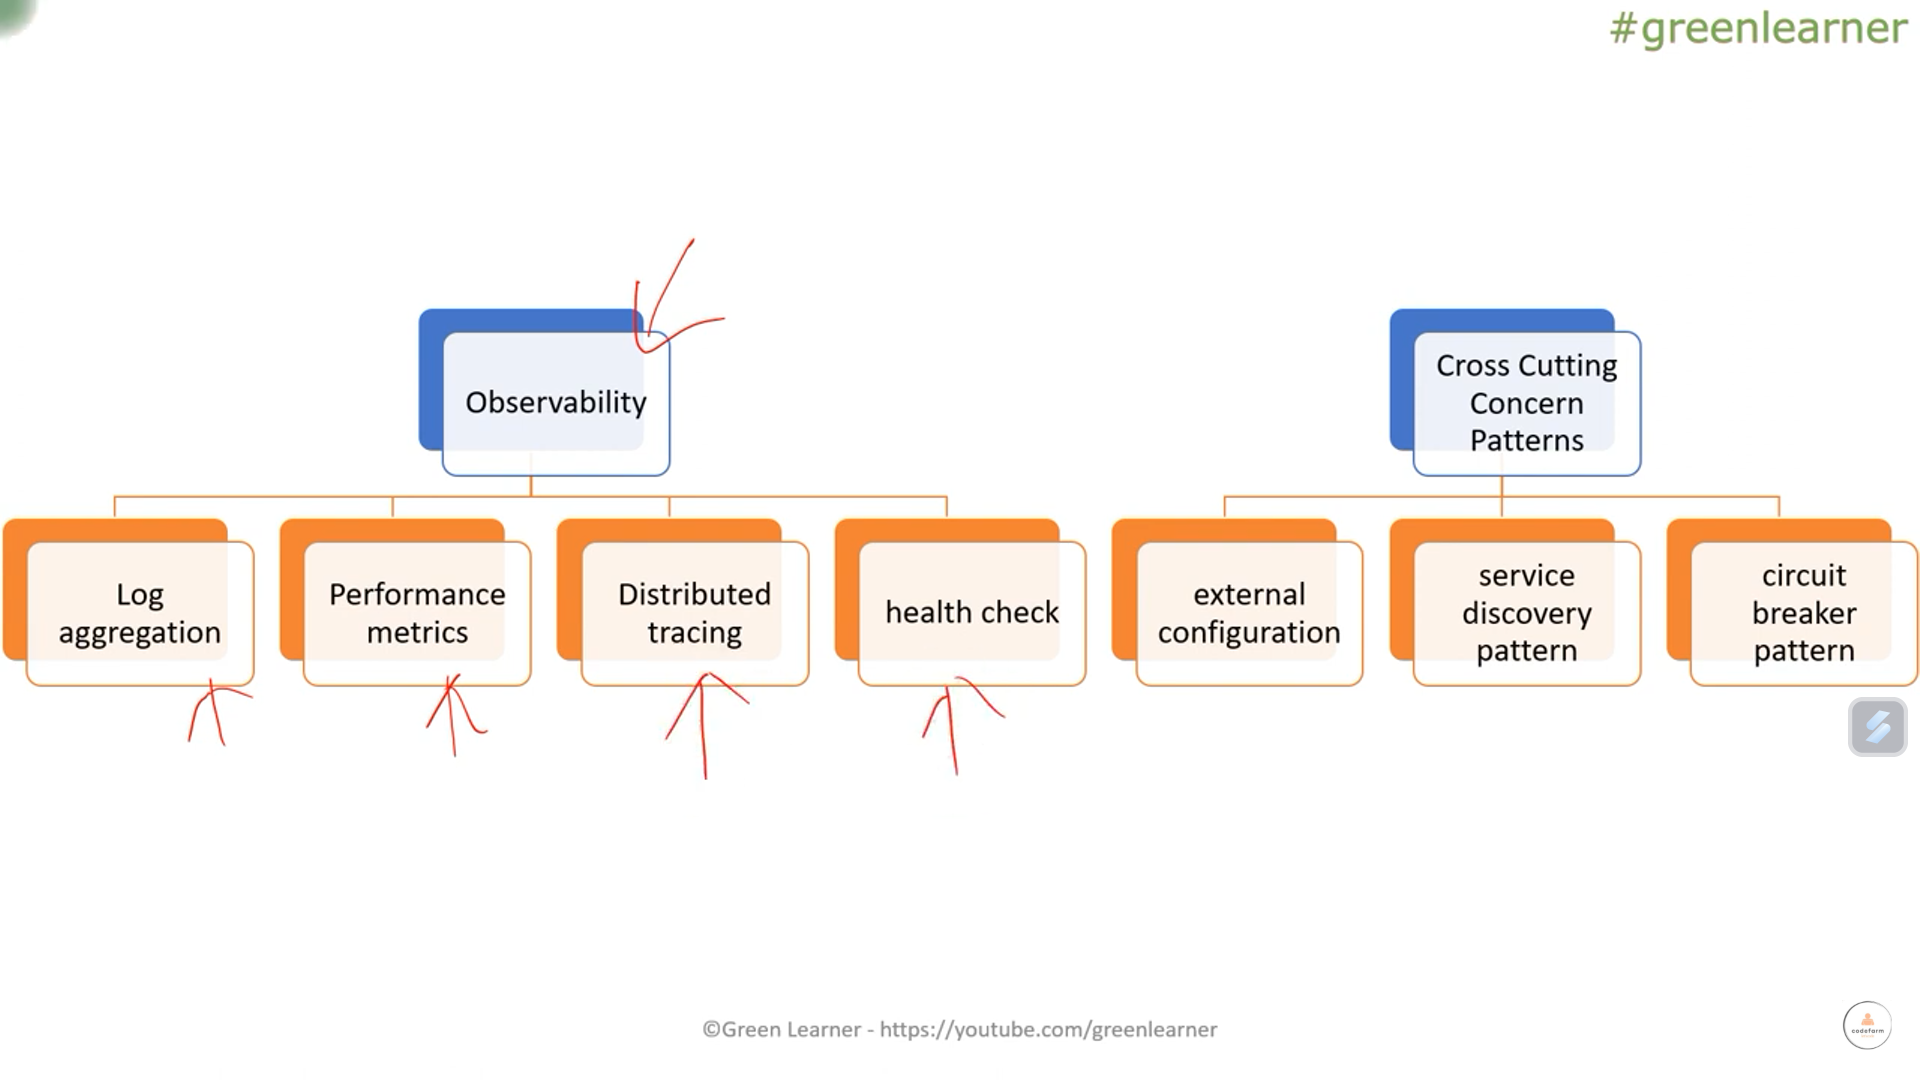 #greenlearner
Observability
Cross Cutting
Concern
Patterns
Log
aggregation
Performance
metrics
Distributed
tracing
health check
external
configuration
service
discovery
pattern
circuit
breaker
pattern
©Green Learner - https://youtube.com/greenlearner
codefarm